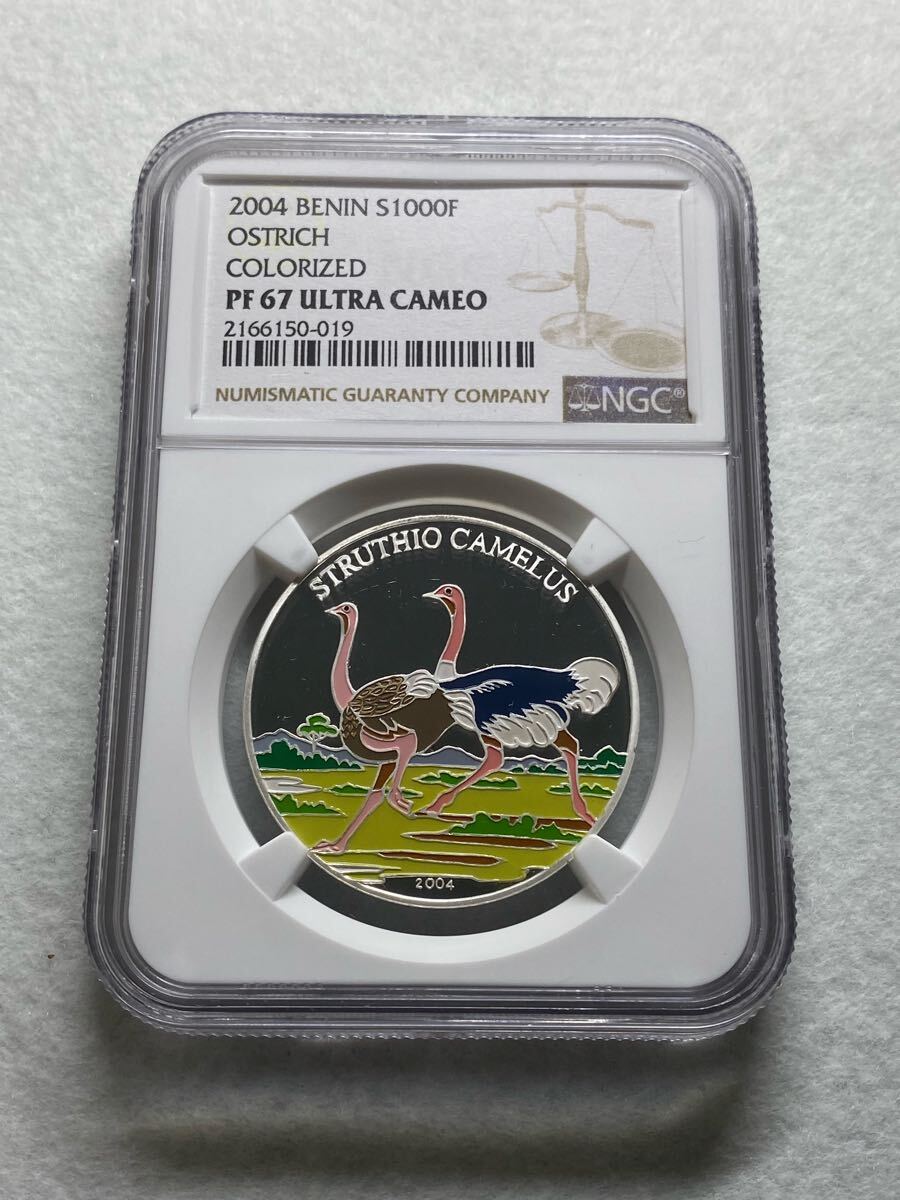 2004 BENIN S1000F
OSTRICH
COLORIZED
PF 67 ULTRA CAMEO
2166150-019
NUMISMATIC GUARANTY COMPANY
NGC®
STRUTHIO CAMELUS
2004